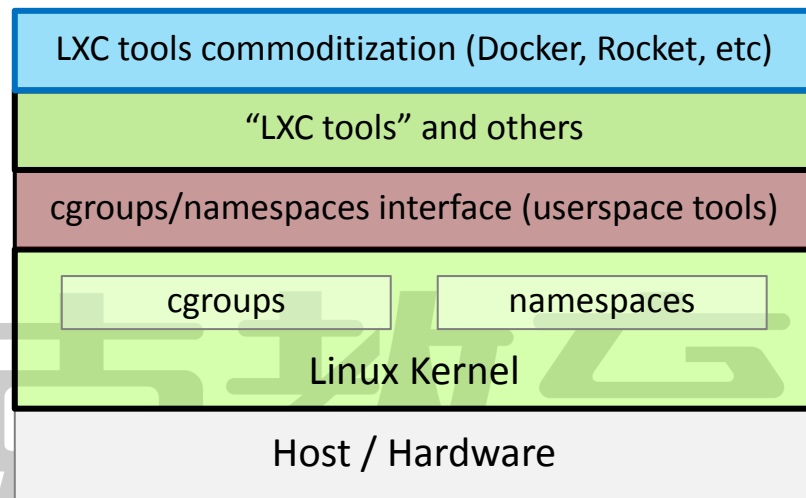 LXC tools commoditization (Docker, Rocket, etc)
“LXC tools” and others
cgroups/namespaces interface (userspace tools)
cgroups namespaces
Linux Kernel
Host / Hardware